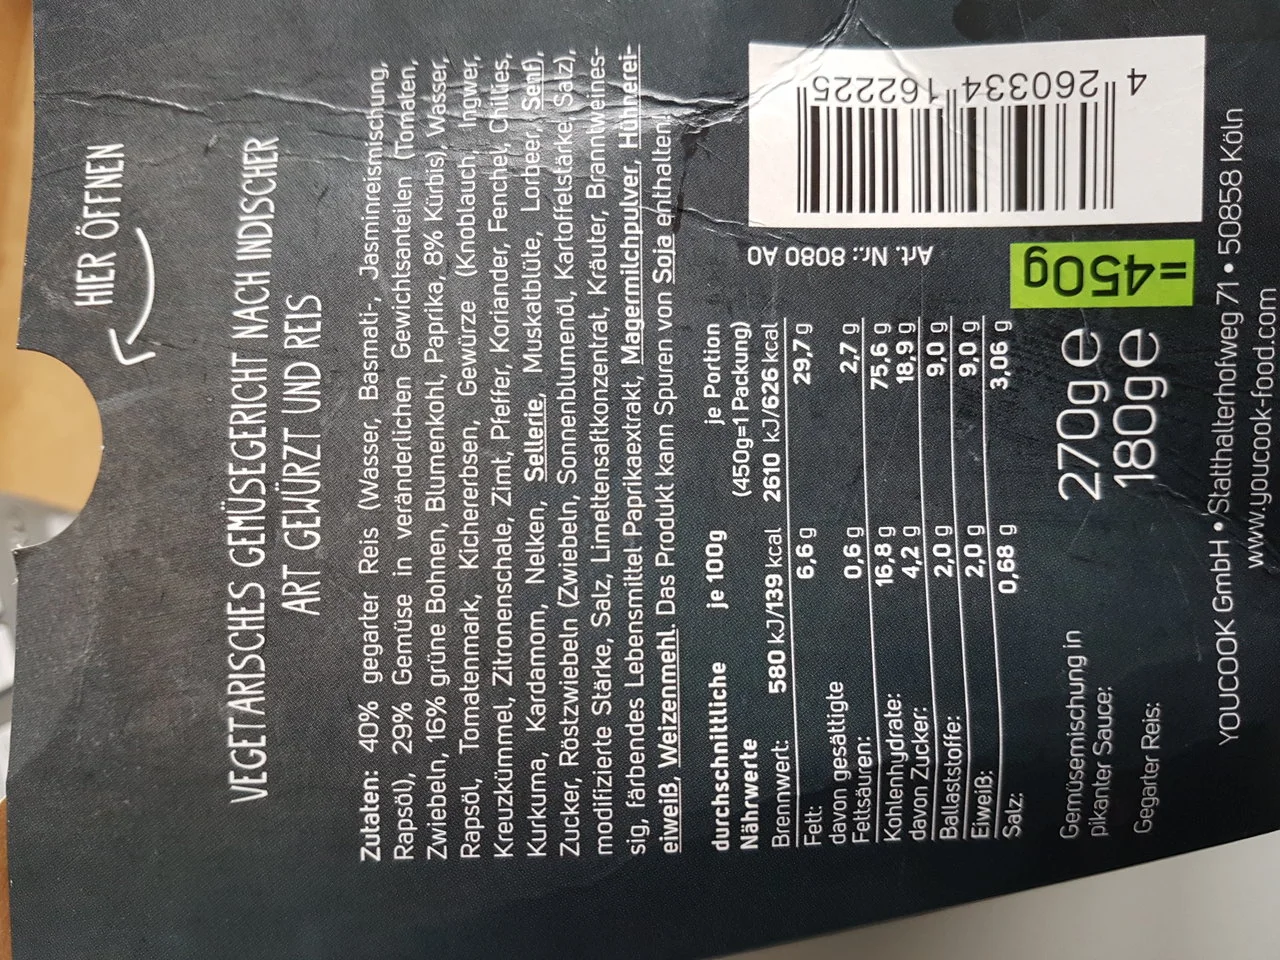 HIER ÖFFNEN
VEGETARISCHES GEMÜSEGERICHT NACH INDISCHER
ART GEWÜRZT UND REIS
Zutaten: 40% gegarter Reis (Wasser, Basmati-, Jasminreismischung,
Rapsöl), 29% Gemüse in veränderlichen Gewichtsanteilen (Tomaten,
Zwiebeln, 16% grüne Bohnen, Blumenkohl, Paprika, 8% Kürbis), Wasser,
Rapsöl, Tomatenmark, Kichererbsen, Gewürze (Knoblauch, Ingwer,
Kreuzkümmel, Zitronenschale, Zimt, Pfeffer, Koriander, Fenchel, Chillies,
Kurkuma, Kardamom, Nelken, Sellerie, Muskatblüte, Lorbeer, Senf),
Zucker, Röstzwiebeln (Zwiebeln, Sonnenblumenöl, Kartoffelstärke, Salz),
modifizierte Stärke, Salz, Limettensaftkonzentrat, Kräuter, Branntweines-
sig, färbendes Lebensmittel Paprikaextrakt, Magermilchpulver, Hühnerei-
eiweiß, Weizenmehl. Das Produkt kann Spuren von Soja enthalten.
durchschnittliche je 100g je Portion
Nährwerte (450g=1 Packung)
Brennwert: 580 kJ/139 kcal 2610 kJ/626 kcal
Fett: 6,6 g 29,7 g
davon gesättigte
Fettsäuren: 0,6 g 2,7 g
Kohlenhydrate: 16,8 g 75,6 g
davon Zucker: 4,2 g 18,9 g
Ballaststoffe: 2,0 g 9,0 g
Eiweiß: 2,0 g 9,0 g
Salz: 0,68 g 3,06 g
Gemüsemischung in
pikanter Sauce: 270g e
Gegarter Reis: 180g e
=450g
Art. Nr.: 8080 A0
4 260334 162225
YOUCOOK GmbH • Statthalterhofweg 71 • 50858 Köln
www.youcook-food.com